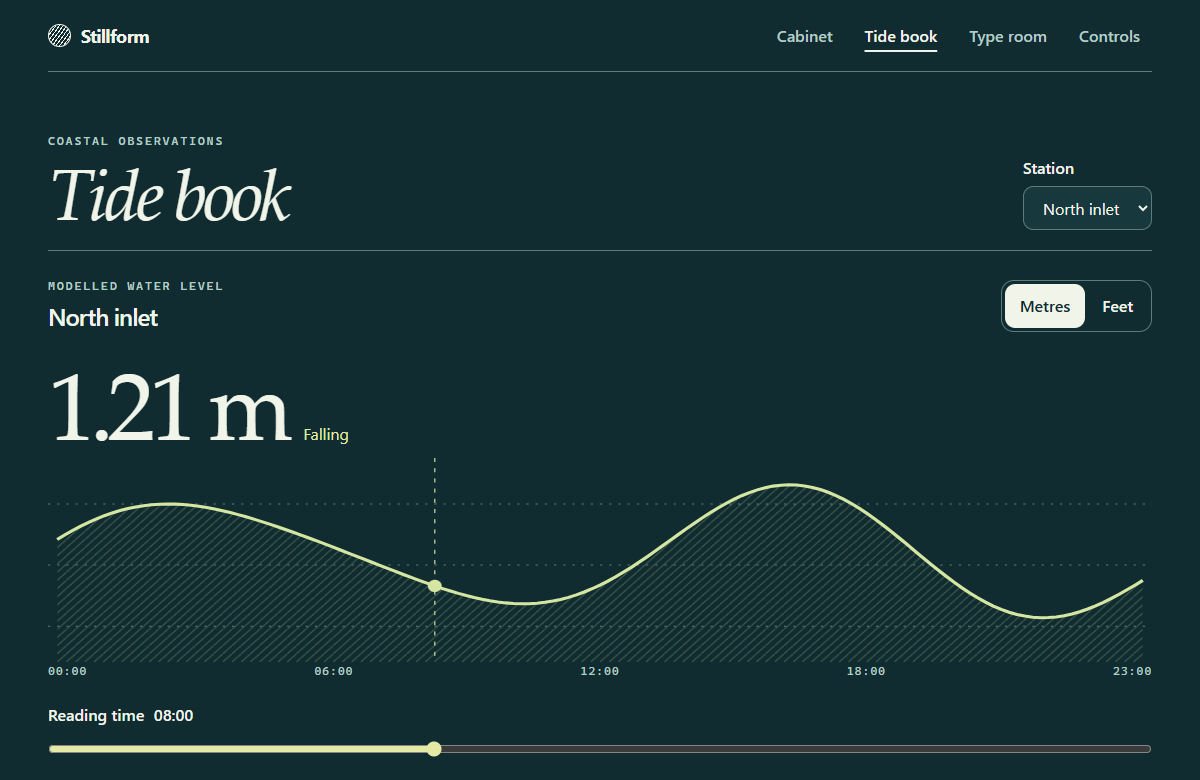 Stillform
Cabinet
Tide book
Type room
Controls
COASTAL OBSERVATIONS
Tide book
Station
North inlet
MODELLED WATER LEVEL
North inlet
Metres
Feet
1.21 m Falling
00:00 06:00 12:00 18:00 23:00
Reading time 08:00